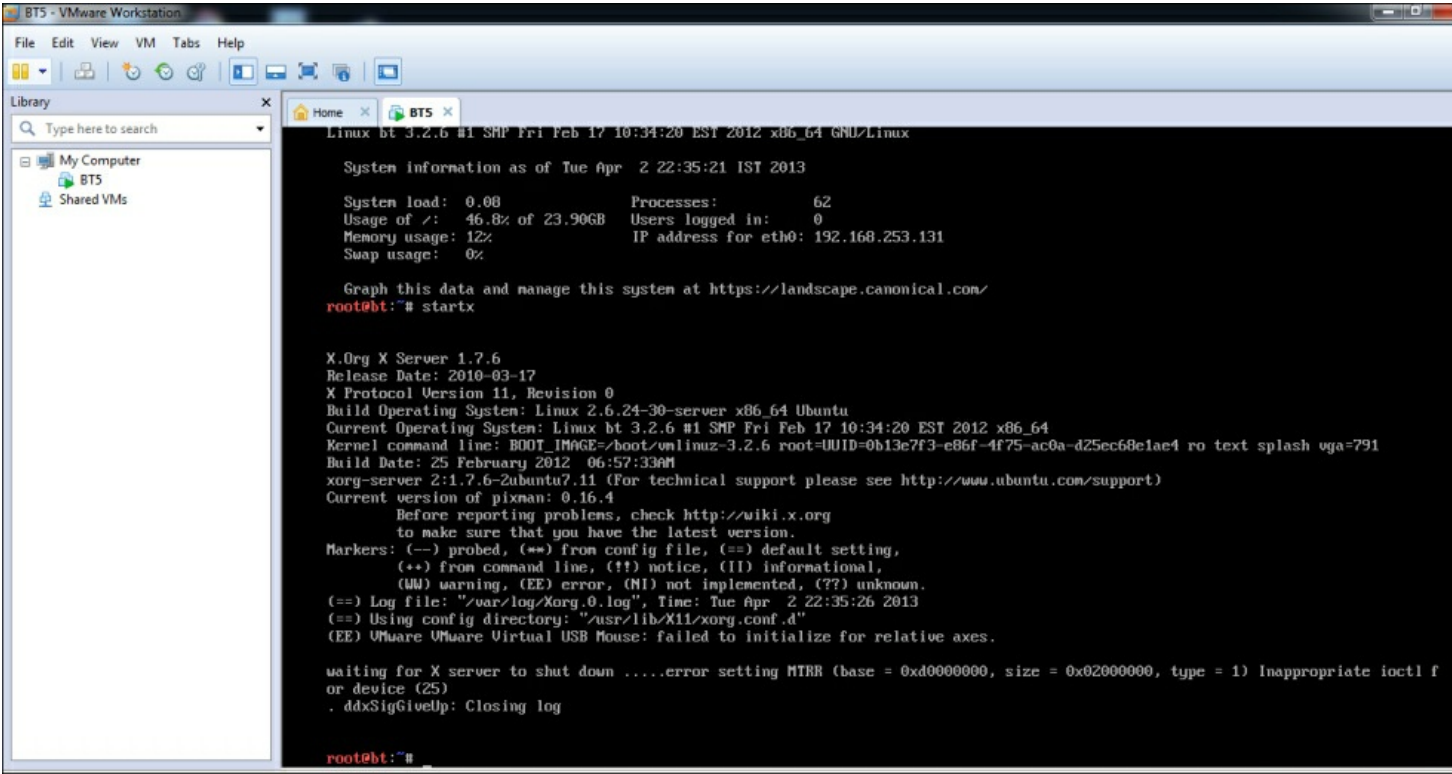 BT5 - VMware Workstation
File Edit View VM Tabs Help
Library
Type here to search
My Computer
BT5
Shared VMs
Home
BT5
Linux bt 3.2.6 #1 SMP Fri Feb 17 10:34:20 EST 2012 x86_64 GNU/Linux
System information as of Tue Apr 2 22:35:21 IST 2013
System load: 0.08 Processes: 62
Usage of /: 46.8% of 23.90GB Users logged in: 0
Memory usage: 12% IP address for eth0: 192.168.253.131
Swap usage: 0%
Graph this data and manage this system at https://landscape.canonical.com/
root@bt:~# startx
X.Org X Server 1.7.6
Release Date: 2010-03-17
X Protocol Version 11, Revision 0
Build Operating System: Linux 2.6.24-30-server x86_64 Ubuntu
Current Operating System: Linux bt 3.2.6 #1 SMP Fri Feb 17 10:34:20 EST 2012 x86_64
Kernel command line: BOOT_IMAGE=/boot/vmlinuz-3.2.6 root=UUID=0b13e7f3-e86f-4f75-ac0a-d25ec68e1ae4 ro text splash vga=791
Build Date: 25 February 2012 06:57:33AM
xorg-server 2:1.7.6-2ubuntu7.11 (For technical support please see http://www.ubuntu.com/support)
Current version of pixman: 0.16.4
Before reporting problems, check http://wiki.x.org
to make sure that you have the latest version.
Markers: (--) probed, (**) from config file, (==) default setting,
(++) from command line, (!!) notice, (II) informational,
(WW) warning, (EE) error, (NI) not implemented, (??) unknown.
(==) Log file: "/var/log/Xorg.0.log", Time: Tue Apr 2 22:35:26 2013
(==) Using config directory: "/usr/lib/X11/xorg.conf.d"
(EE) VMware VMware Virtual USB Mouse: failed to initialize for relative axes.
waiting for X server to shut down .....error setting MTRR (base = 0xd0000000, size = 0x02000000, type = 1) Inappropriate ioctl f
or device (25)
. ddxSigGiveUp: Closing log
root@bt:~# _